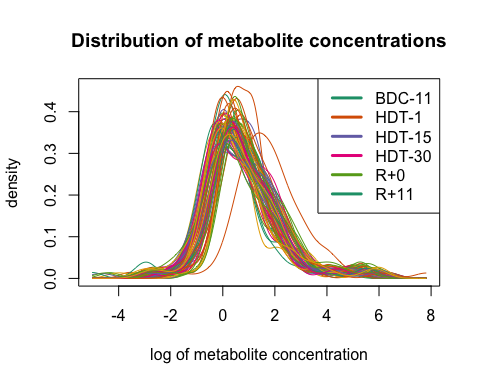 Distribution of metabolite concentrations
density
0.0
0.1
0.2
0.3
0.4
BDC-11
HDT-1
HDT-15
HDT-30
R+0
R+11
-4
-2
0
2
4
6
8
log of metabolite concentration